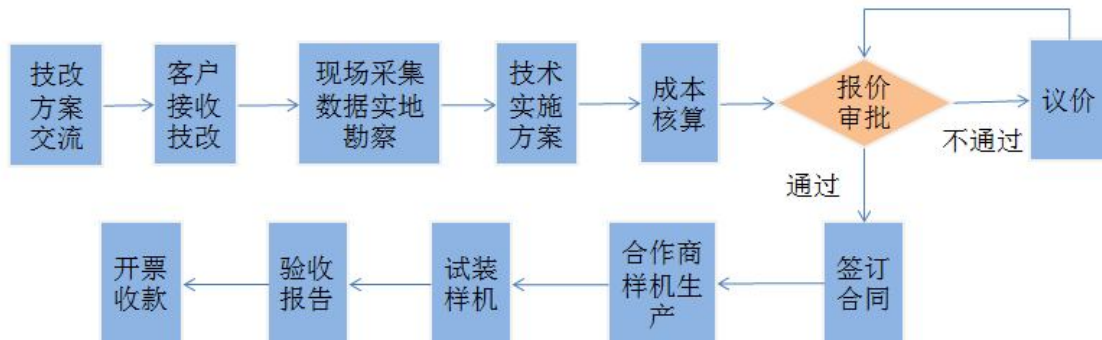 技改
方案
交流
客户
接收
技改
现场采集
数据实地
勘察
技术
实施
方案
成本
核算
报价
审批
议价
不通过
通过
开票
收款
验收
报告
试装
样机
合作商
样机生
产
签订
合同